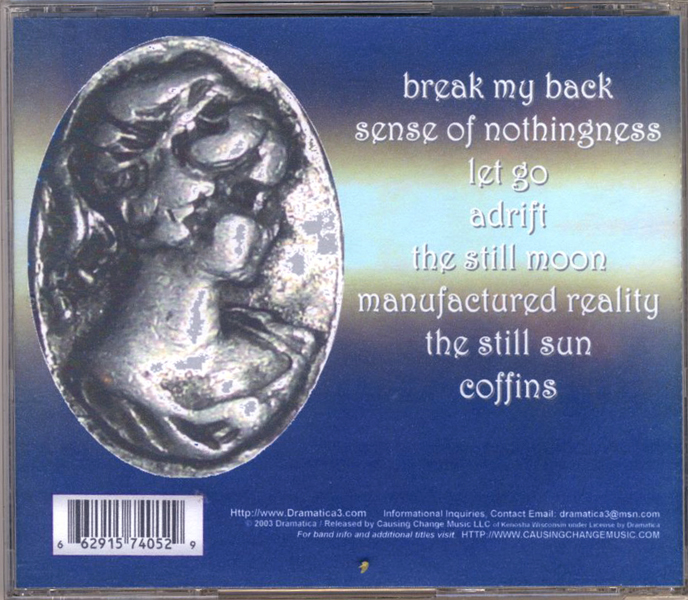 break my back
sense of nothingness
let go
adrift
the still moon
manufactured reality
the still sun
coffins
Http://www.Dramatica3.com Informational Inquiries, Contact Email: dramatica3@msn.com
© 2003 Dramatica / Released by Causing Change Music LLC of Kenosha Wisconsin under License by Dramatica
For band info and additional titles visit HTTP://WWW.CAUSINGCHANGEMUSIC.COM
6 62915 74052 9